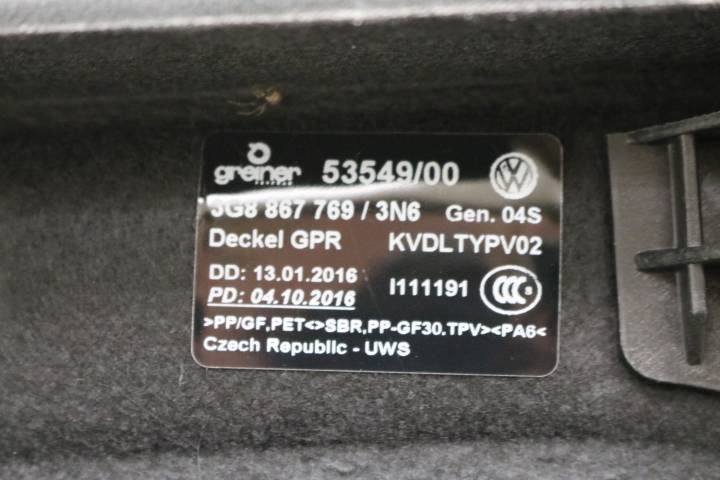 greiner 53549/00
3G8 867 769 / 3N6 Gen. 04S
Deckel GPR KVDLTYPV02
DD: 13.01.2016
PD: 04.10.2016 I111191 CCC
>PP/GF,PET<>SBR,PP-GF30,TPV><PA6<
Czech Republic - UWS